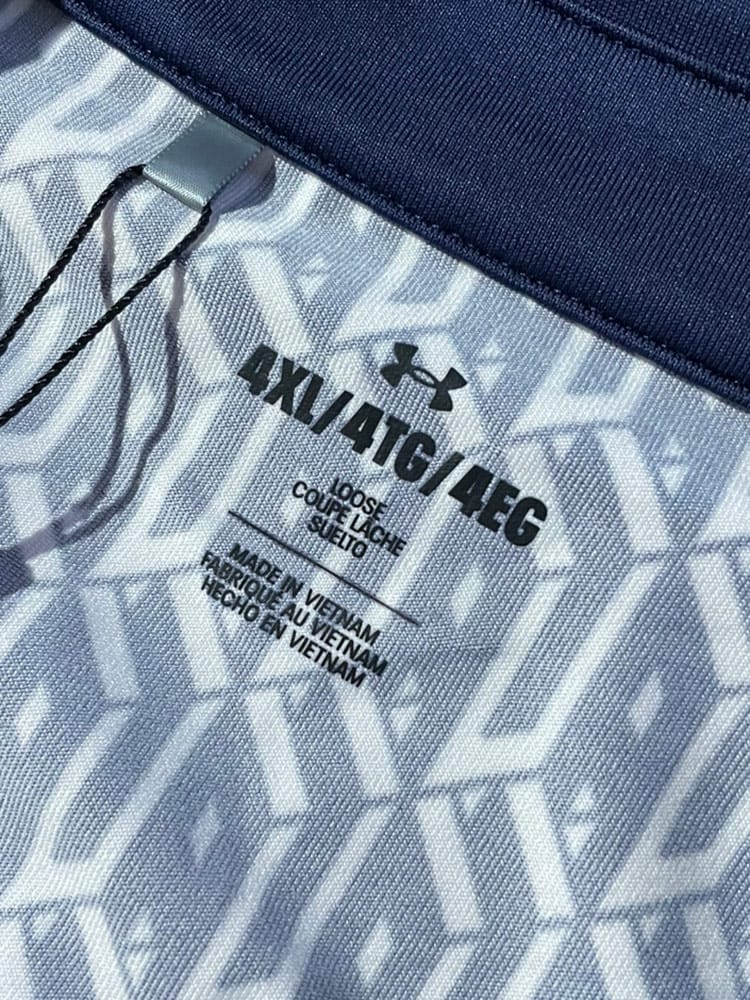 4XL/4TG/4EG
LOOSE
COUPE LÂCHE
SUELTO
MADE IN VIETNAM
FABRIQUÉ AU VIETNAM
HECHO EN VIETNAM